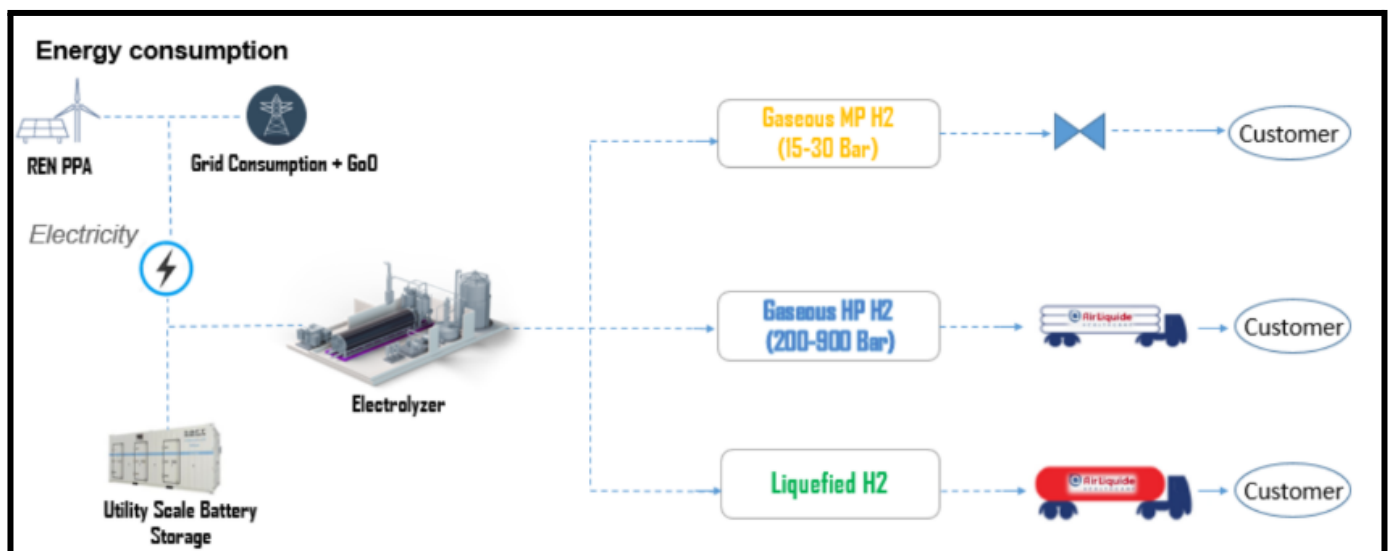 Energy consumption
REN PPA
Grid Consumption + GoO
Electricity
Electrolyzer
Utility Scale Battery
Storage
Gaseous MP H2
(15-30 Bar)
Customer
Gaseous HP H2
(200-900 Bar)
Air Liquide
Customer
Liquefied H2
Air Liquide
Customer